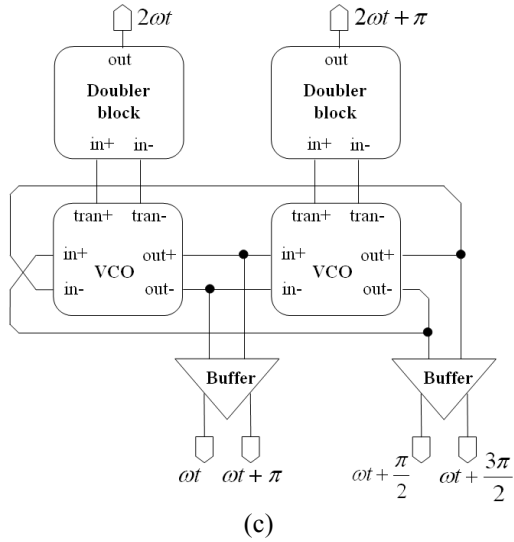 2ωt 2ωt + π
out out
Doubler block Doubler block
in+ in- in+ in-
tran+ tran- tran+ tran-
in+ out+ in+ out+
VCO VCO
in- out- in- out-
Buffer Buffer
ωt ωt + π ωt + π/2 ωt + 3π/2
(c)